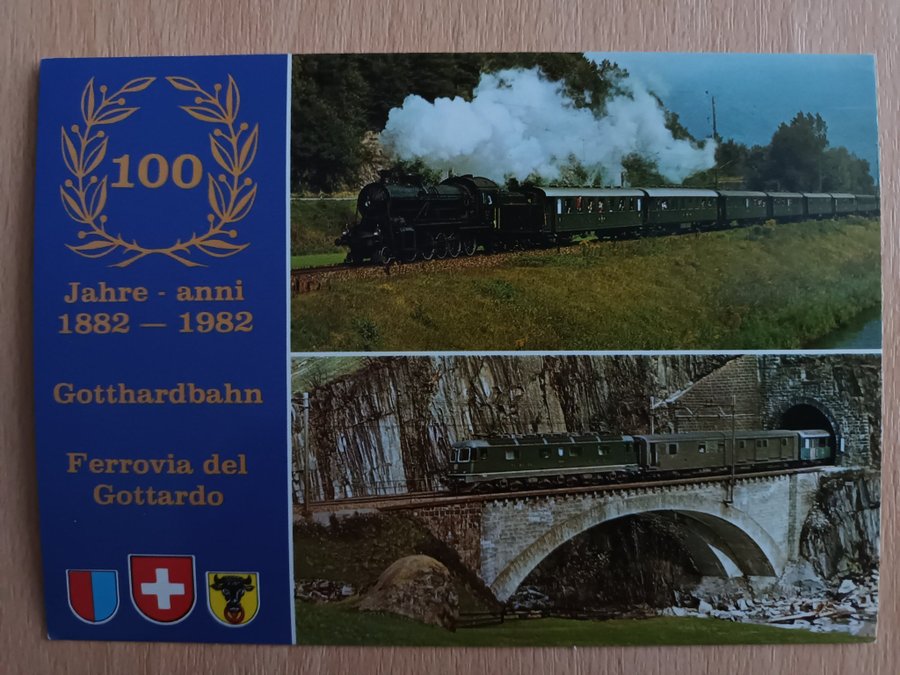 100
Jahre - anni
1882 — 1982
Gotthardbahn
Ferrovia del
Gottardo